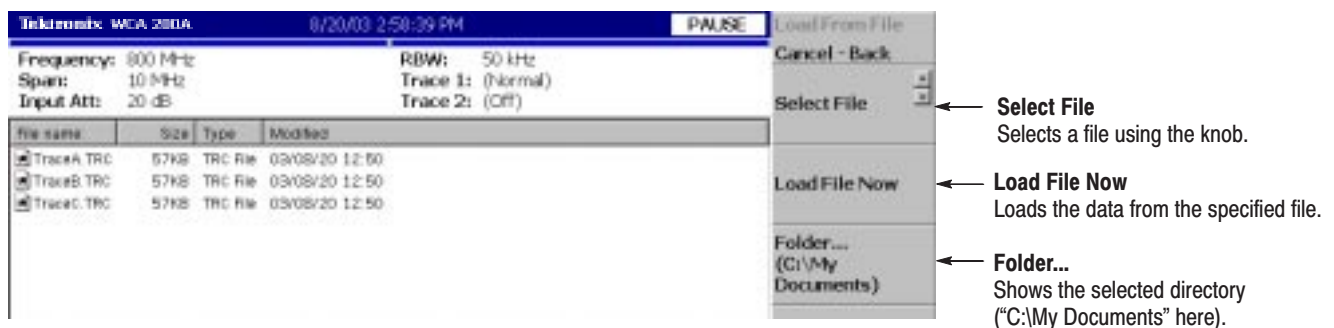 Tektronix WCA 200A 8/20/03 2:58:39 PM PAUSE
Frequency: 800 MHz
Span: 10 MHz
Input Att: 20 dB
RBW: 50 kHz
Trace 1: (Normal)
Trace 2: (Off)
File name Size Type Modified
TraceA.TRC 57KB TRC File 03/08/20 12:50
TraceB.TRC 57KB TRC File 03/08/20 12:50
TraceC.TRC 57KB TRC File 03/08/20 12:50
Load From File
Cancel - Back
Select File
Load File Now
Folder...
(C:\My
Documents)
Select File
Selects a file using the knob.
Load File Now
Loads the data from the specified file.
Folder...
Shows the selected directory
(“C:\My Documents” here).